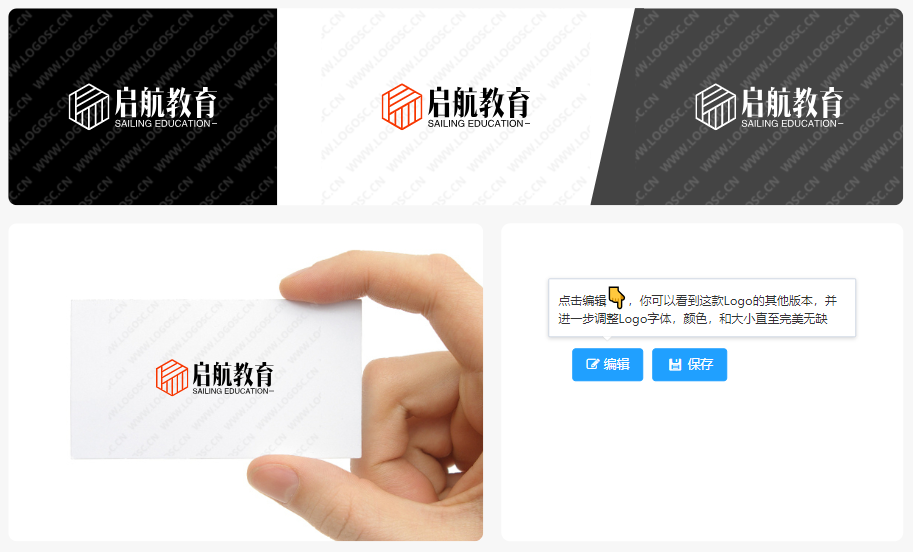 启航教育
SAILING EDUCATION
启航教育
SAILING EDUCATION
启航教育
SAILING EDUCATION
WWW.LOGOSC.CN
启航教育
SAILING EDUCATION
点击编辑👇，你可以看到这款Logo的其他版本，并
进一步调整Logo字体，颜色，和大小直至完美无缺
编辑
保存